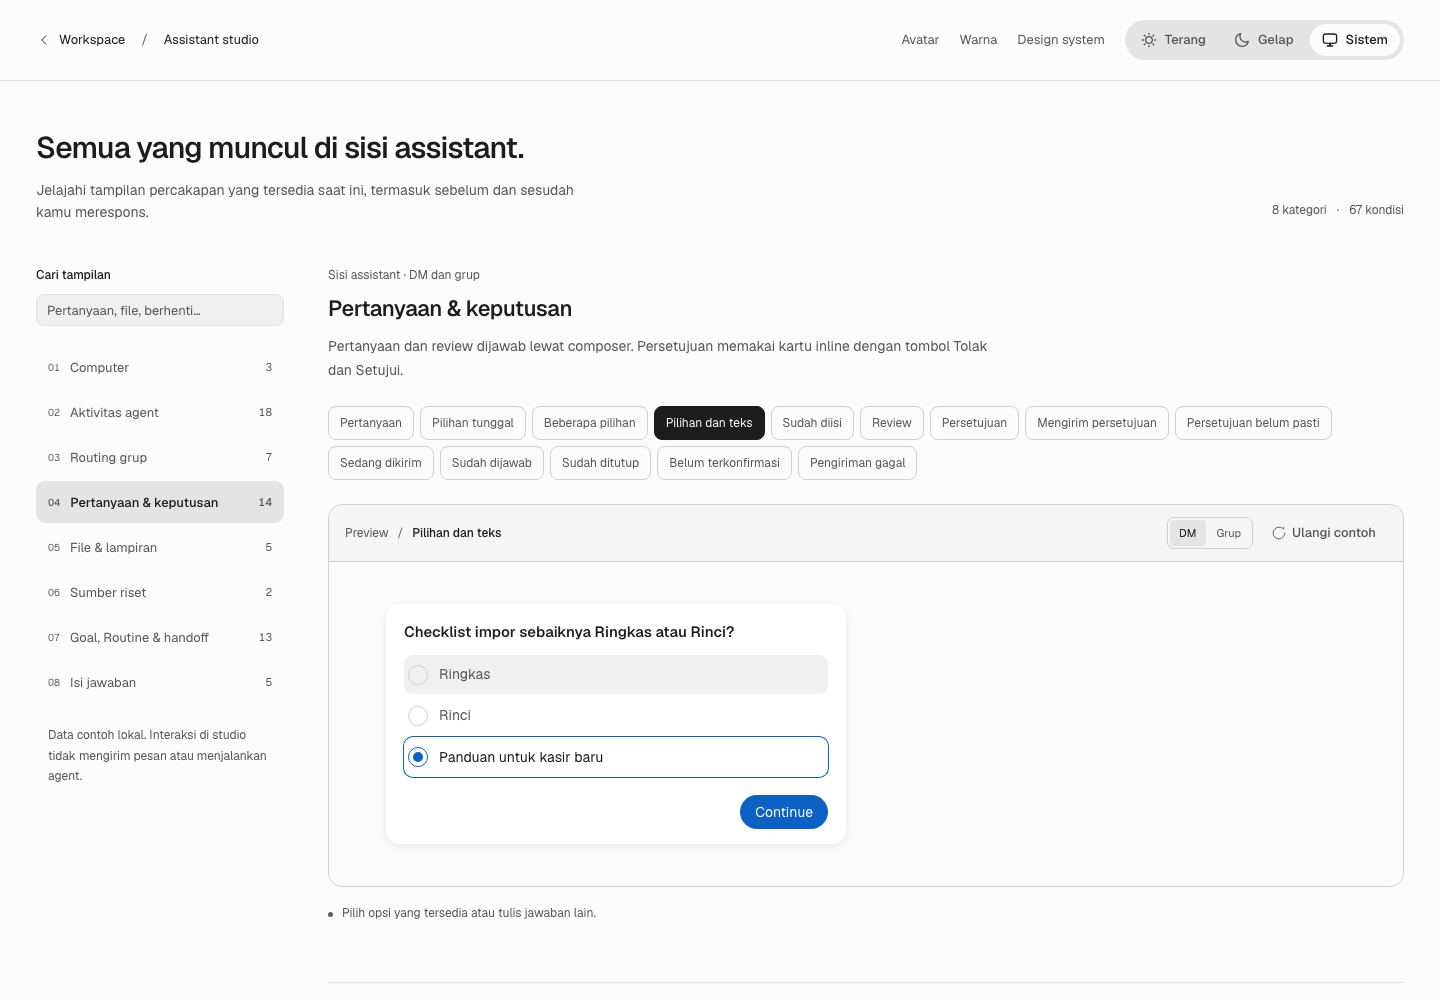 Workspace / Assistant studio
Avatar Warna Design system Terang Gelap Sistem
Semua yang muncul di sisi assistant.
Jelajahi tampilan percakapan yang tersedia saat ini, termasuk sebelum dan sesudah
kamu merespons.
8 kategori · 67 kondisi
Cari tampilan
Pertanyaan, file, berhenti...
01 Computer 3
02 Aktivitas agent 18
03 Routing grup 7
04 Pertanyaan & keputusan 14
05 File & lampiran 5
06 Sumber riset 2
07 Goal, Routine & handoff 13
08 Isi jawaban 5
Data contoh lokal. Interaksi di studio
tidak mengirim pesan atau menjalankan
agent.
Sisi assistant · DM dan grup
Pertanyaan & keputusan
Pertanyaan dan review dijawab lewat composer. Persetujuan memakai kartu inline dengan tombol Tolak
dan Setujui.
Pertanyaan Pilihan tunggal Beberapa pilihan Pilihan dan teks Sudah diisi Review Persetujuan Mengirim persetujuan Persetujuan belum pasti
Sedang dikirim Sudah dijawab Sudah ditutup Belum terkonfirmasi Pengiriman gagal
Preview / Pilihan dan teks
DM Grup Ulangi contoh
Checklist impor sebaiknya Ringkas atau Rinci?
Ringkas
Rinci
Panduan untuk kasir baru
Continue
Pilih opsi yang tersedia atau tulis jawaban lain.